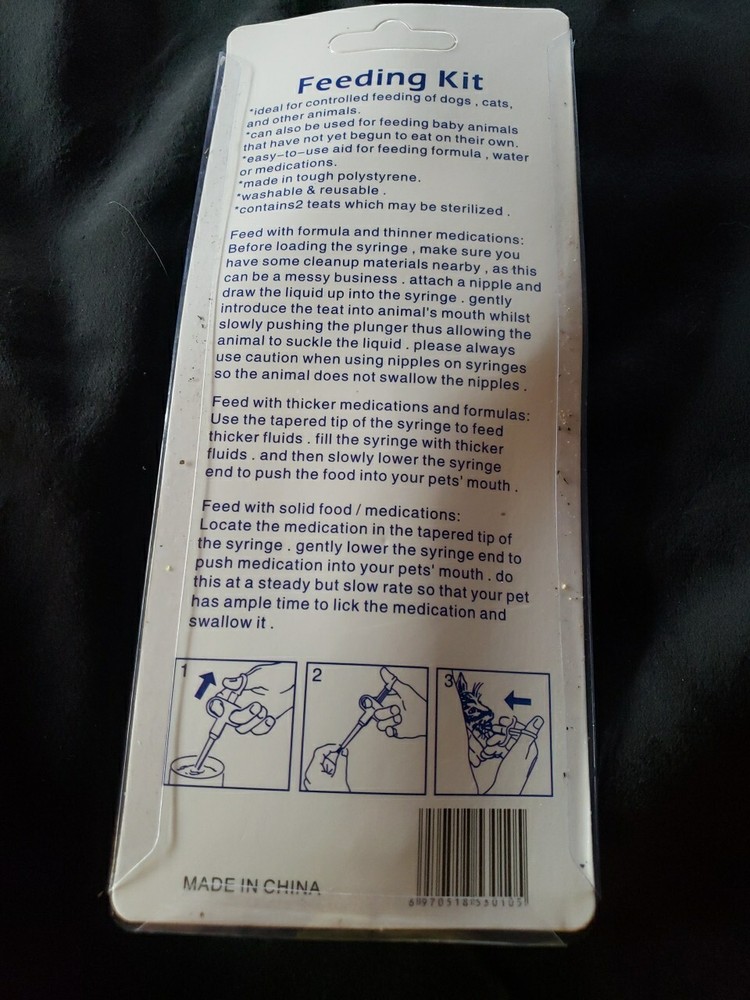 Feeding Kit
*ideal for controlled feeding of dogs , cats,
and other animals.
*can also be used for feeding baby animals
that have not yet begun to eat on their own.
*easy-to-use aid for feeding formula , water
or medications.
*made in tough polystyrene.
*washable & reusable .
*contains2 teats which may be sterilized .
Feed with formula and thinner medications:
Before loading the syringe , make sure you
have some cleanup materials nearby , as this
can be a messy business . attach a nipple and
draw the liquid up into the syringe . gently
introduce the teat into animal's mouth whilst
slowly pushing the plunger thus allowing the
animal to suckle the liquid . please always
use caution when using nipples on syringes
so the animal does not swallow the nipples .
Feed with thicker medications and formulas:
Use the tapered tip of the syringe to feed
thicker fluids . fill the syringe with thicker
fluids . and then slowly lower the syringe
end to push the food into your pets' mouth .
Feed with solid food / medications:
Locate the medication in the tapered tip of
the syringe . gently lower the syringe end to
push medication into your pets' mouth . do
this at a steady but slow rate so that your pet
has ample time to lick the medication and
swallow it .
1 2 3
MADE IN CHINA
6970518530105